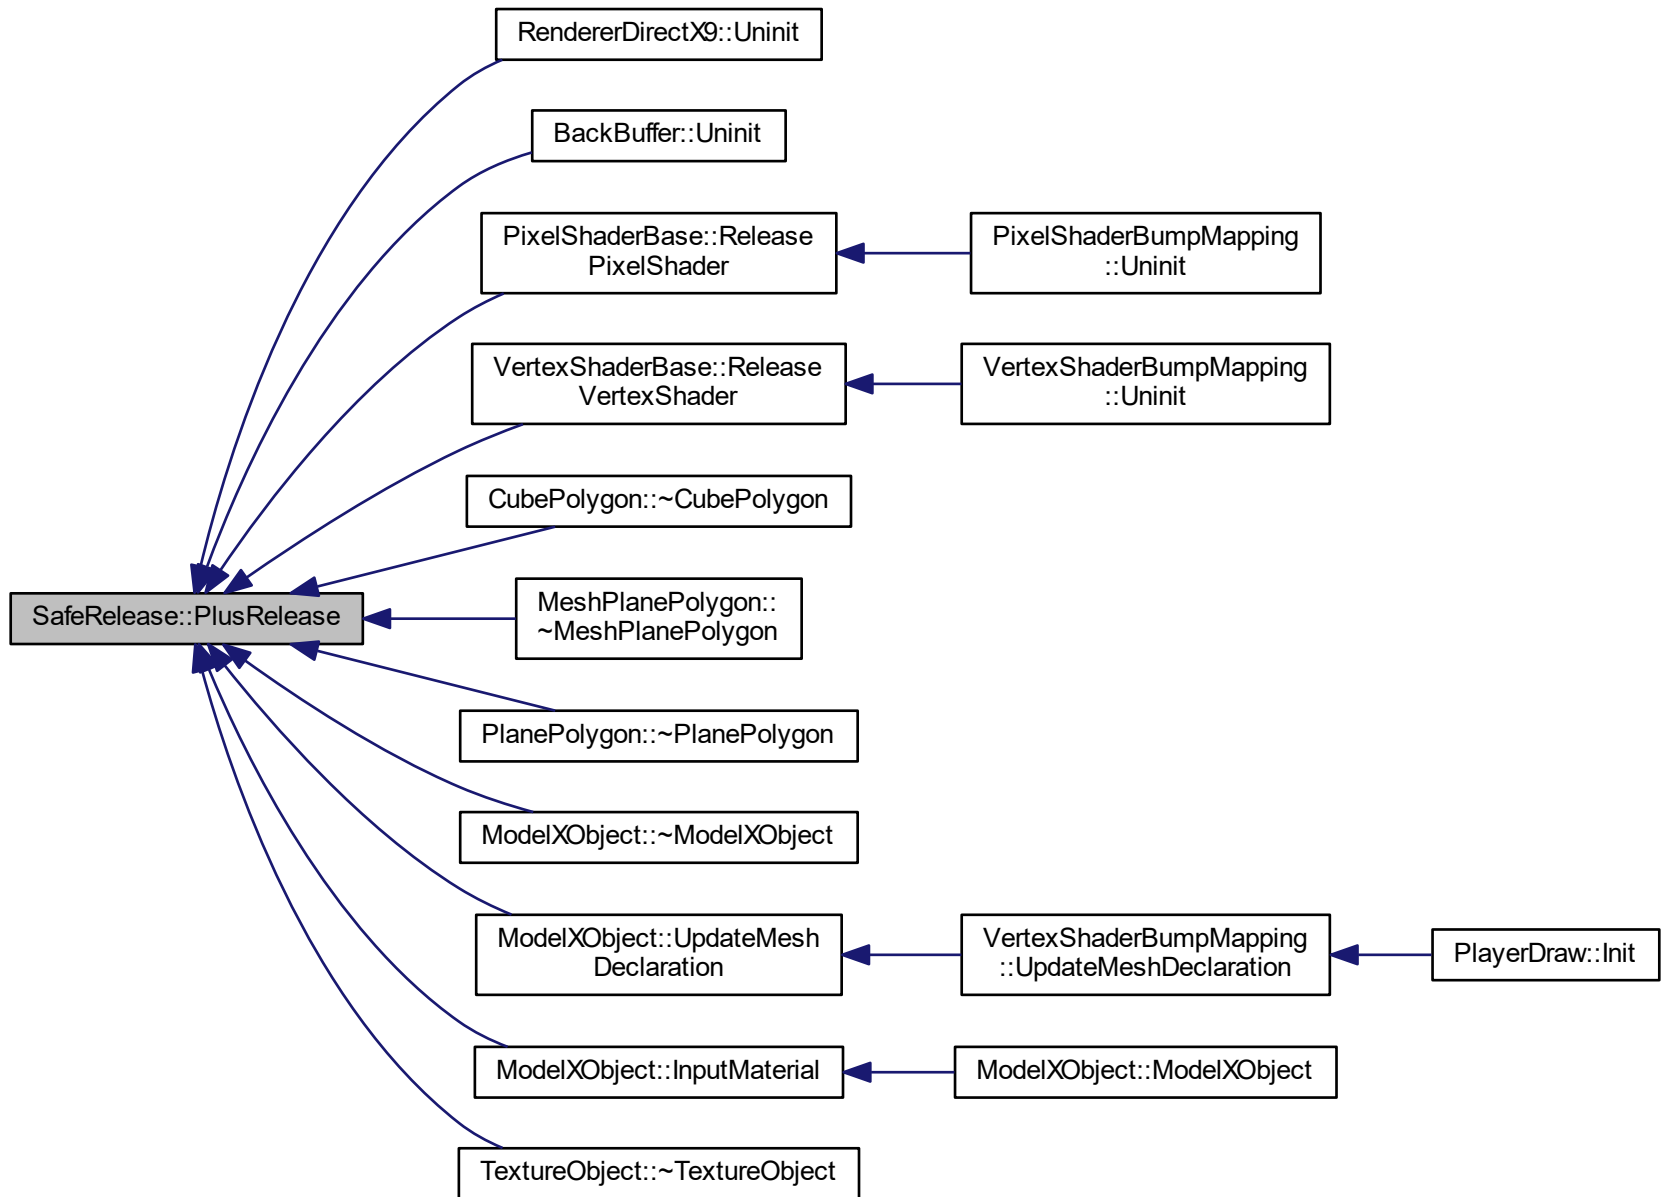 RendererDirectX9::Uninit
BackBuffer::Uninit
PixelShaderBase::Release
PixelShader
PixelShaderBumpMapping
::Uninit
VertexShaderBase::Release
VertexShader
VertexShaderBumpMapping
::Uninit
CubePolygon::~CubePolygon
SafeRelease::PlusRelease
MeshPlanePolygon::
~MeshPlanePolygon
PlanePolygon::~PlanePolygon
ModelXObject::~ModelXObject
ModelXObject::UpdateMesh
Declaration
VertexShaderBumpMapping
::UpdateMeshDeclaration
PlayerDraw::Init
ModelXObject::InputMaterial
ModelXObject::ModelXObject
TextureObject::~TextureObject